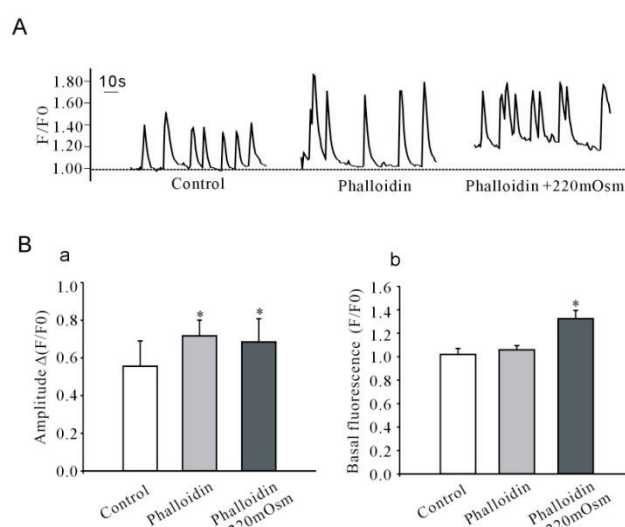 A
10s
F/F0
1.80
1.60
1.40
1.20
1.00
Control
Phalloidin
Phalloidin +220mOsm
B
a
Amplitude Δ(F/F0)
1.0
0.8
0.6
0.4
0.2
0.0
*
*
Control
Phalloidin
Phalloidin
220mOsm
b
Basal fluorescence (F/F0)
1.6
1.4
1.2
1.0
0.8
0.6
0.4
0.2
0.0
*
Control
Phalloidin
Phalloidin
220mOsm